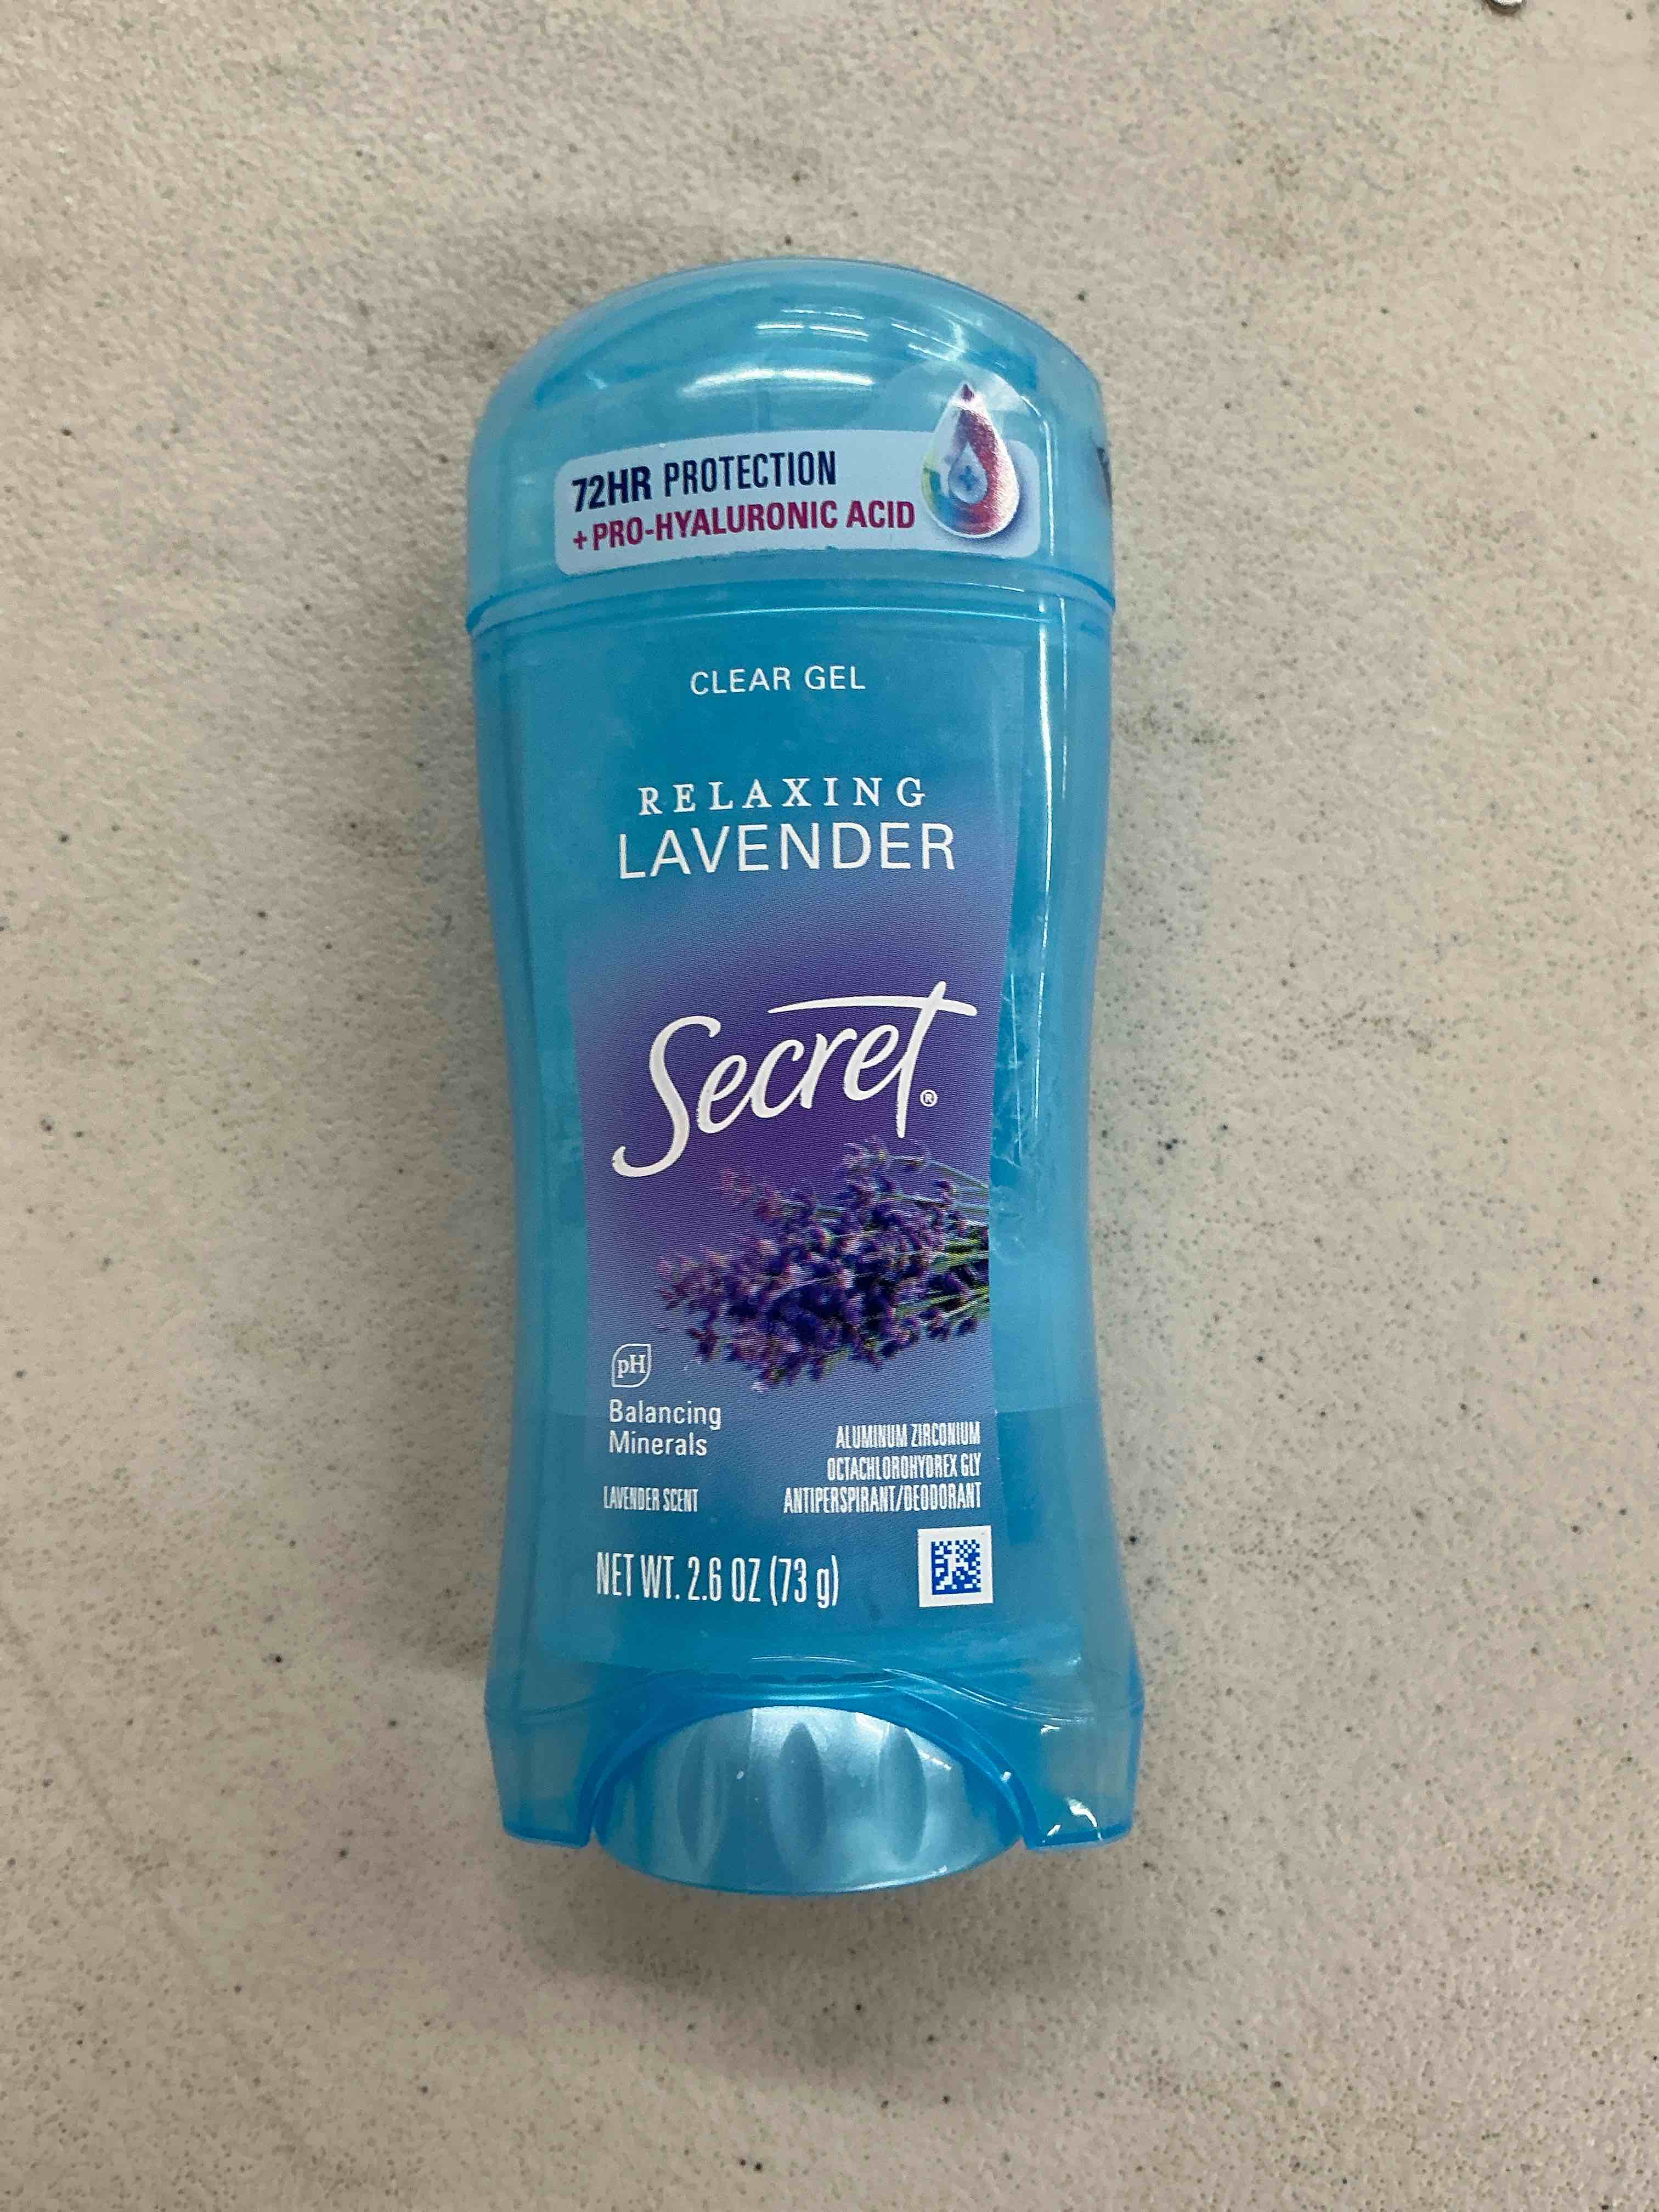 72HR PROTECTION
+PRO-HYALURONIC ACID
CLEAR GEL
RELAXING
LAVENDER
Secret®
pH
Balancing
Minerals
LAVENDER SCENT
ALUMINUM ZIRCONIUM
OCTACHLOROHYDREX GLY
ANTIPERSPIRANT/DEODORANT
NET WT. 2.6 OZ (73 g)